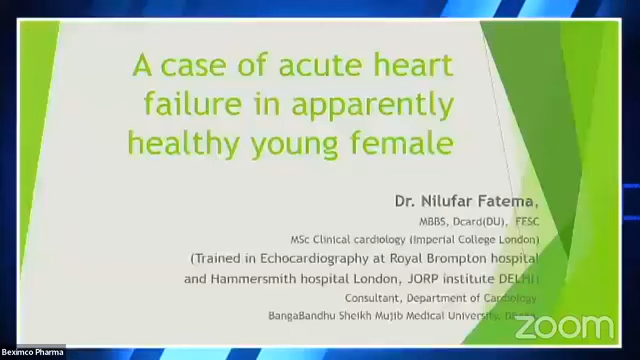 A case of acute heart
failure in apparently
healthy young female
Dr. Nilufar Fatema,
MBBS, Dcard(DU), FESC
MSc Clinical cardiology (Imperial College London)
(Trained in Echocardiography at Royal Brompton hospital
and Hammersmith hospital London, JORP institute DELHI)
Consultant, Department of Cardiology
BangaBandhu Sheikh Mujib Medical University,
zoom
Beximco Pharma